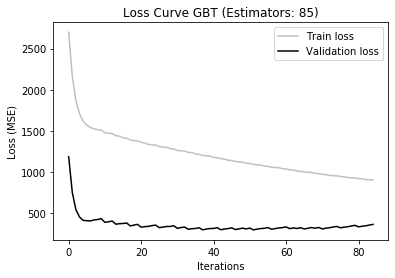 Loss Curve GBT (Estimators: 85)
Train loss
Validation loss
Loss (MSE)
2500
2000
1500
1000
500
0
20
40
60
80
Iterations